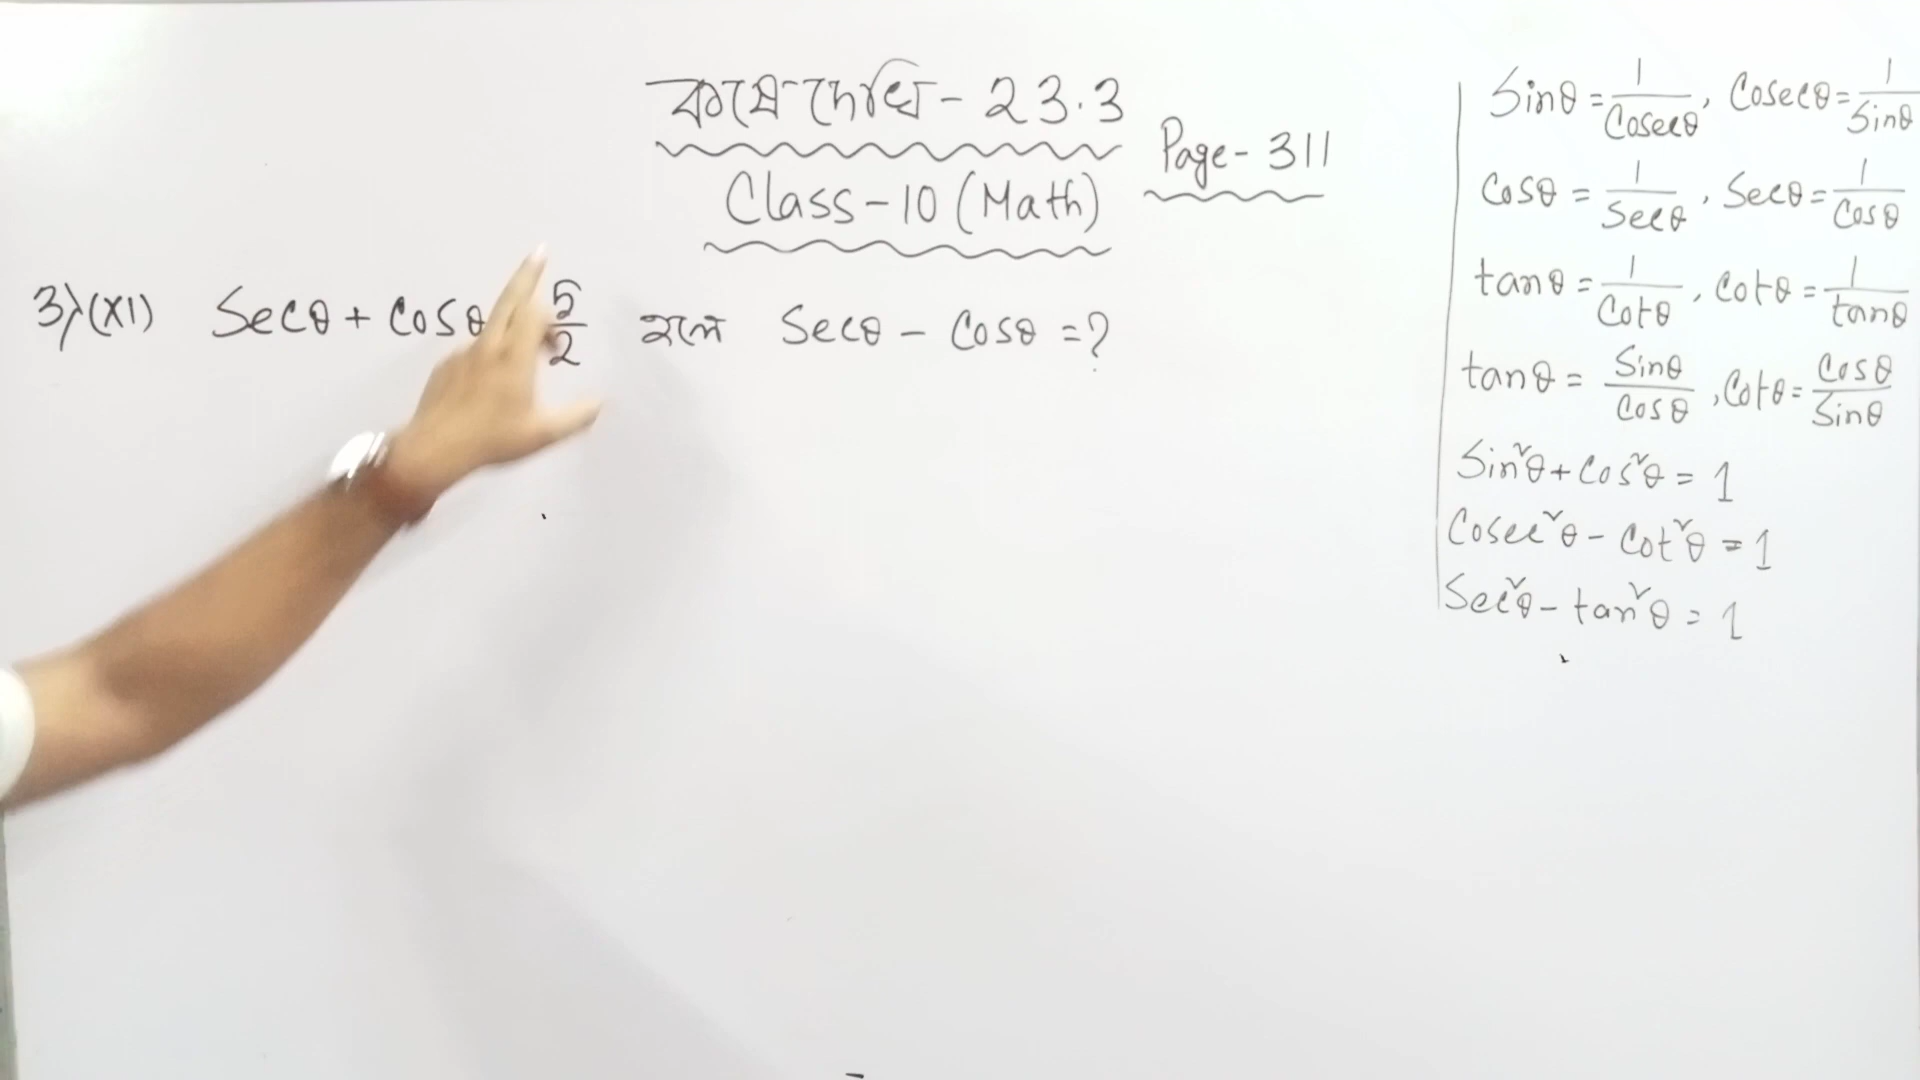 কষে দেখি - 23.3
Page - 311
Class - 10 (Math)
3) (XI) Secθ + Cosθ 5/2 হলে Secθ - Cosθ = ?
Sinθ = 1/Cosecθ, Cosecθ = 1/Sinθ
Cosθ = 1/Secθ, Secθ = 1/Cosθ
tanθ = 1/Cotθ, Cotθ = 1/tanθ
tanθ = Sinθ/Cosθ, Cotθ = Cosθ/Sinθ
Sin²θ + Cos²θ = 1
Cosec²θ - Cot²θ = 1
Sec²θ - tan²θ = 1